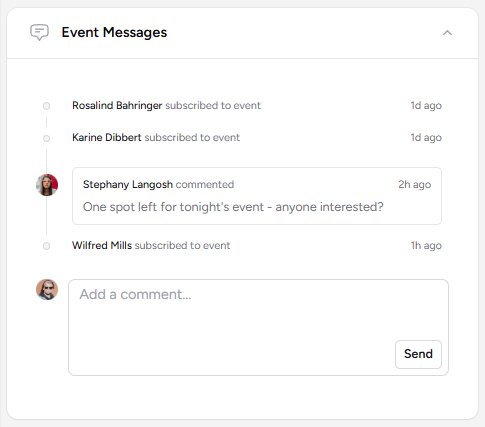 Event Messages
Rosalind Bahringer subscribed to event 1d ago
Karine Dibbert subscribed to event 1d ago
Stephany Langosh commented 2h ago
One spot left for tonight's event - anyone interested?
Wilfred Mills subscribed to event 1h ago
Add a comment...
Send